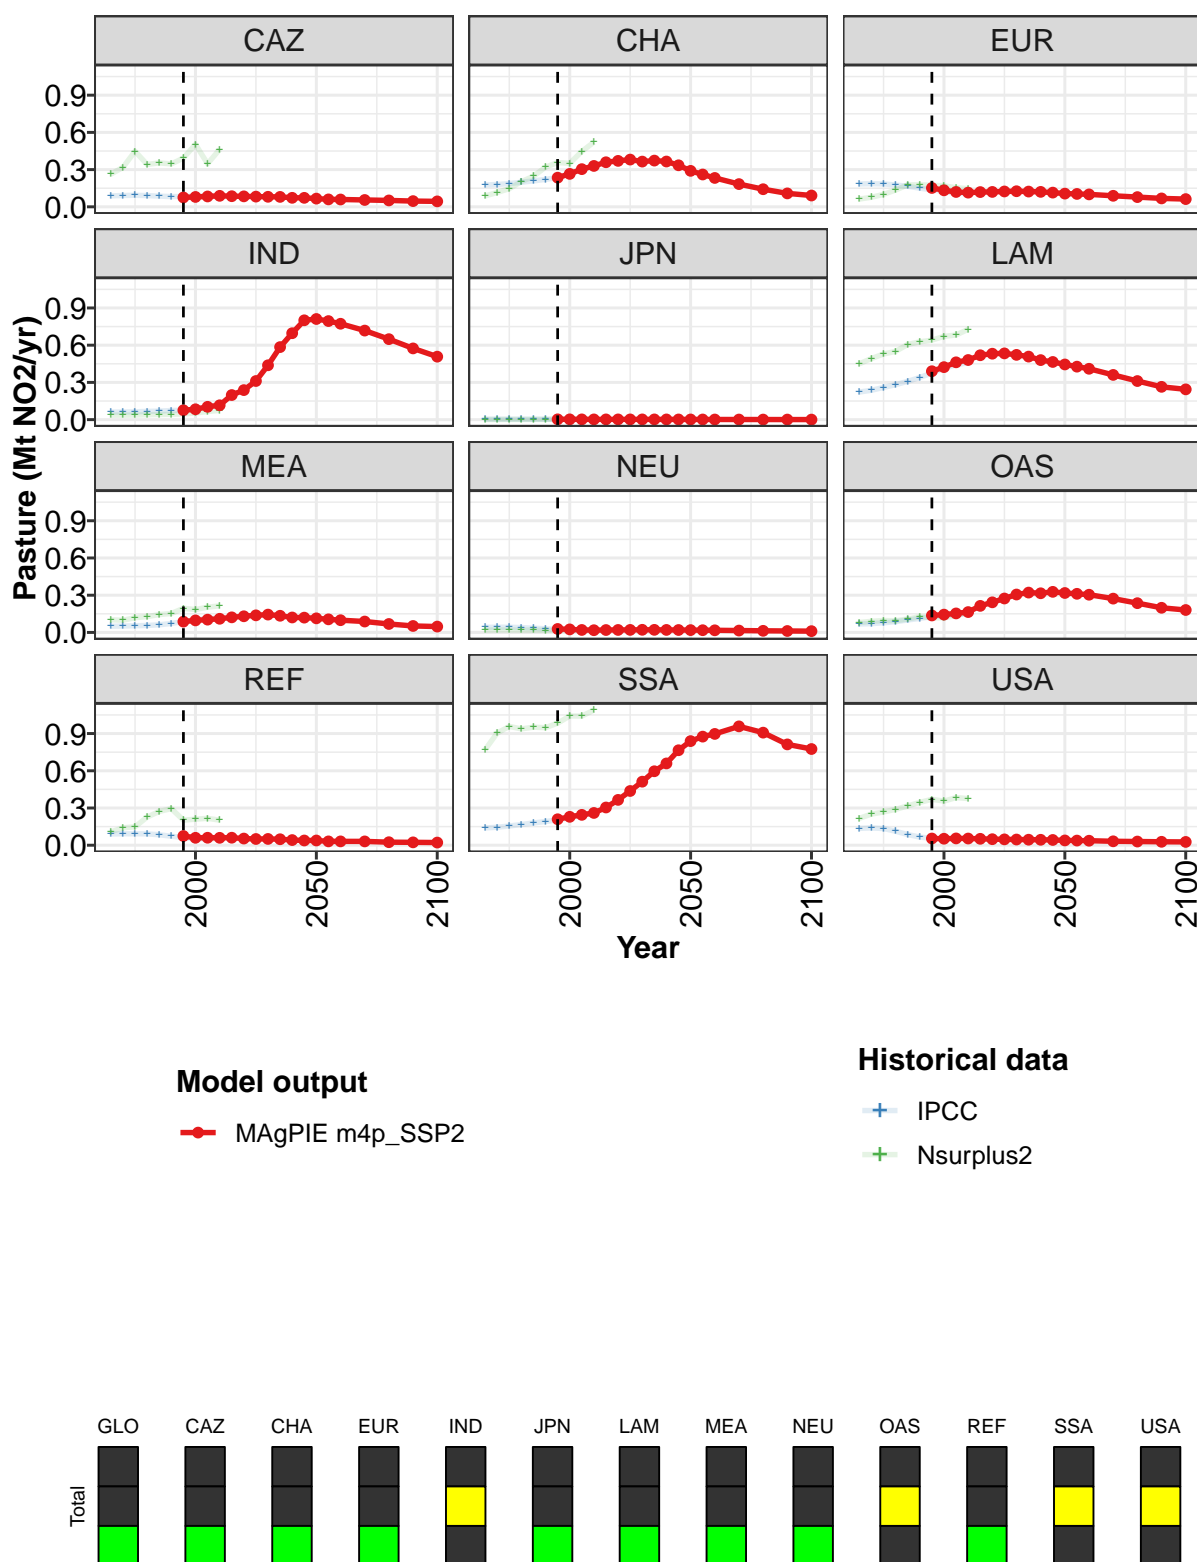 CAZ CHA EUR
0.9
0.6
0.3
0.0
IND JPN LAM
0.9
0.6
0.3
0.0
MEA NEU OAS
0.9
0.6
0.3
0.0
REF SSA USA
0.9
0.6
0.3
0.0
Pasture (Mt NO2/yr)
2000 2050 2100 2000 2050 2100 2000 2050 2100
Year
Model output
MAgPIE m4p_SSP2
Historical data
IPCC
Nsurplus2
GLO CAZ CHA EUR IND JPN LAM MEA NEU OAS REF SSA USA
Total